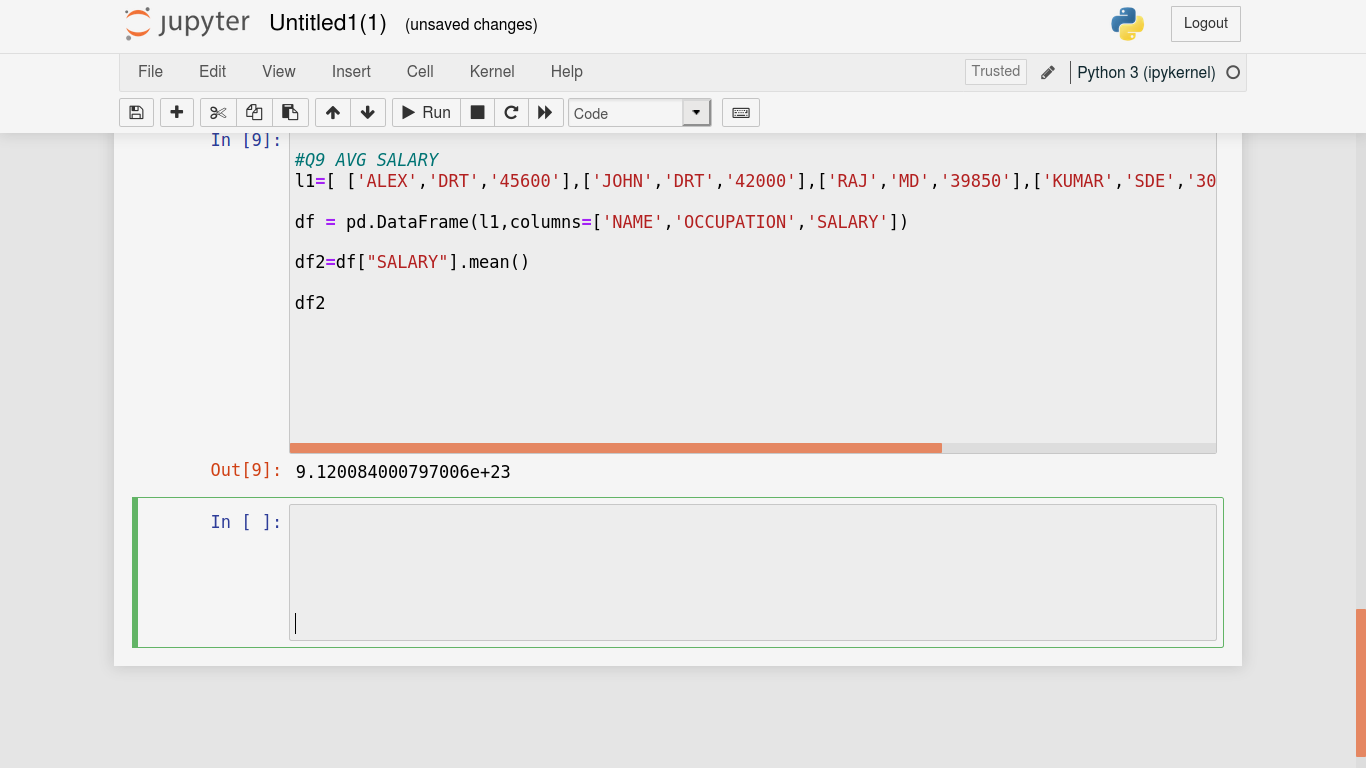 jupyter Untitled1(1) (unsaved changes) Logout
File Edit View Insert Cell Kernel Help Trusted Python 3 (ipykernel)
Run Code
In [9]:
#Q9 AVG SALARY
l1=[ ['ALEX','DRT','45600'],['JOHN','DRT','42000'],['RAJ','MD','39850'],['KUMAR','SDE','30
df = pd.DataFrame(l1,columns=['NAME','OCCUPATION','SALARY'])
df2=df["SALARY"].mean()
df2
Out[9]: 9.120084000797006e+23
In [ ]: